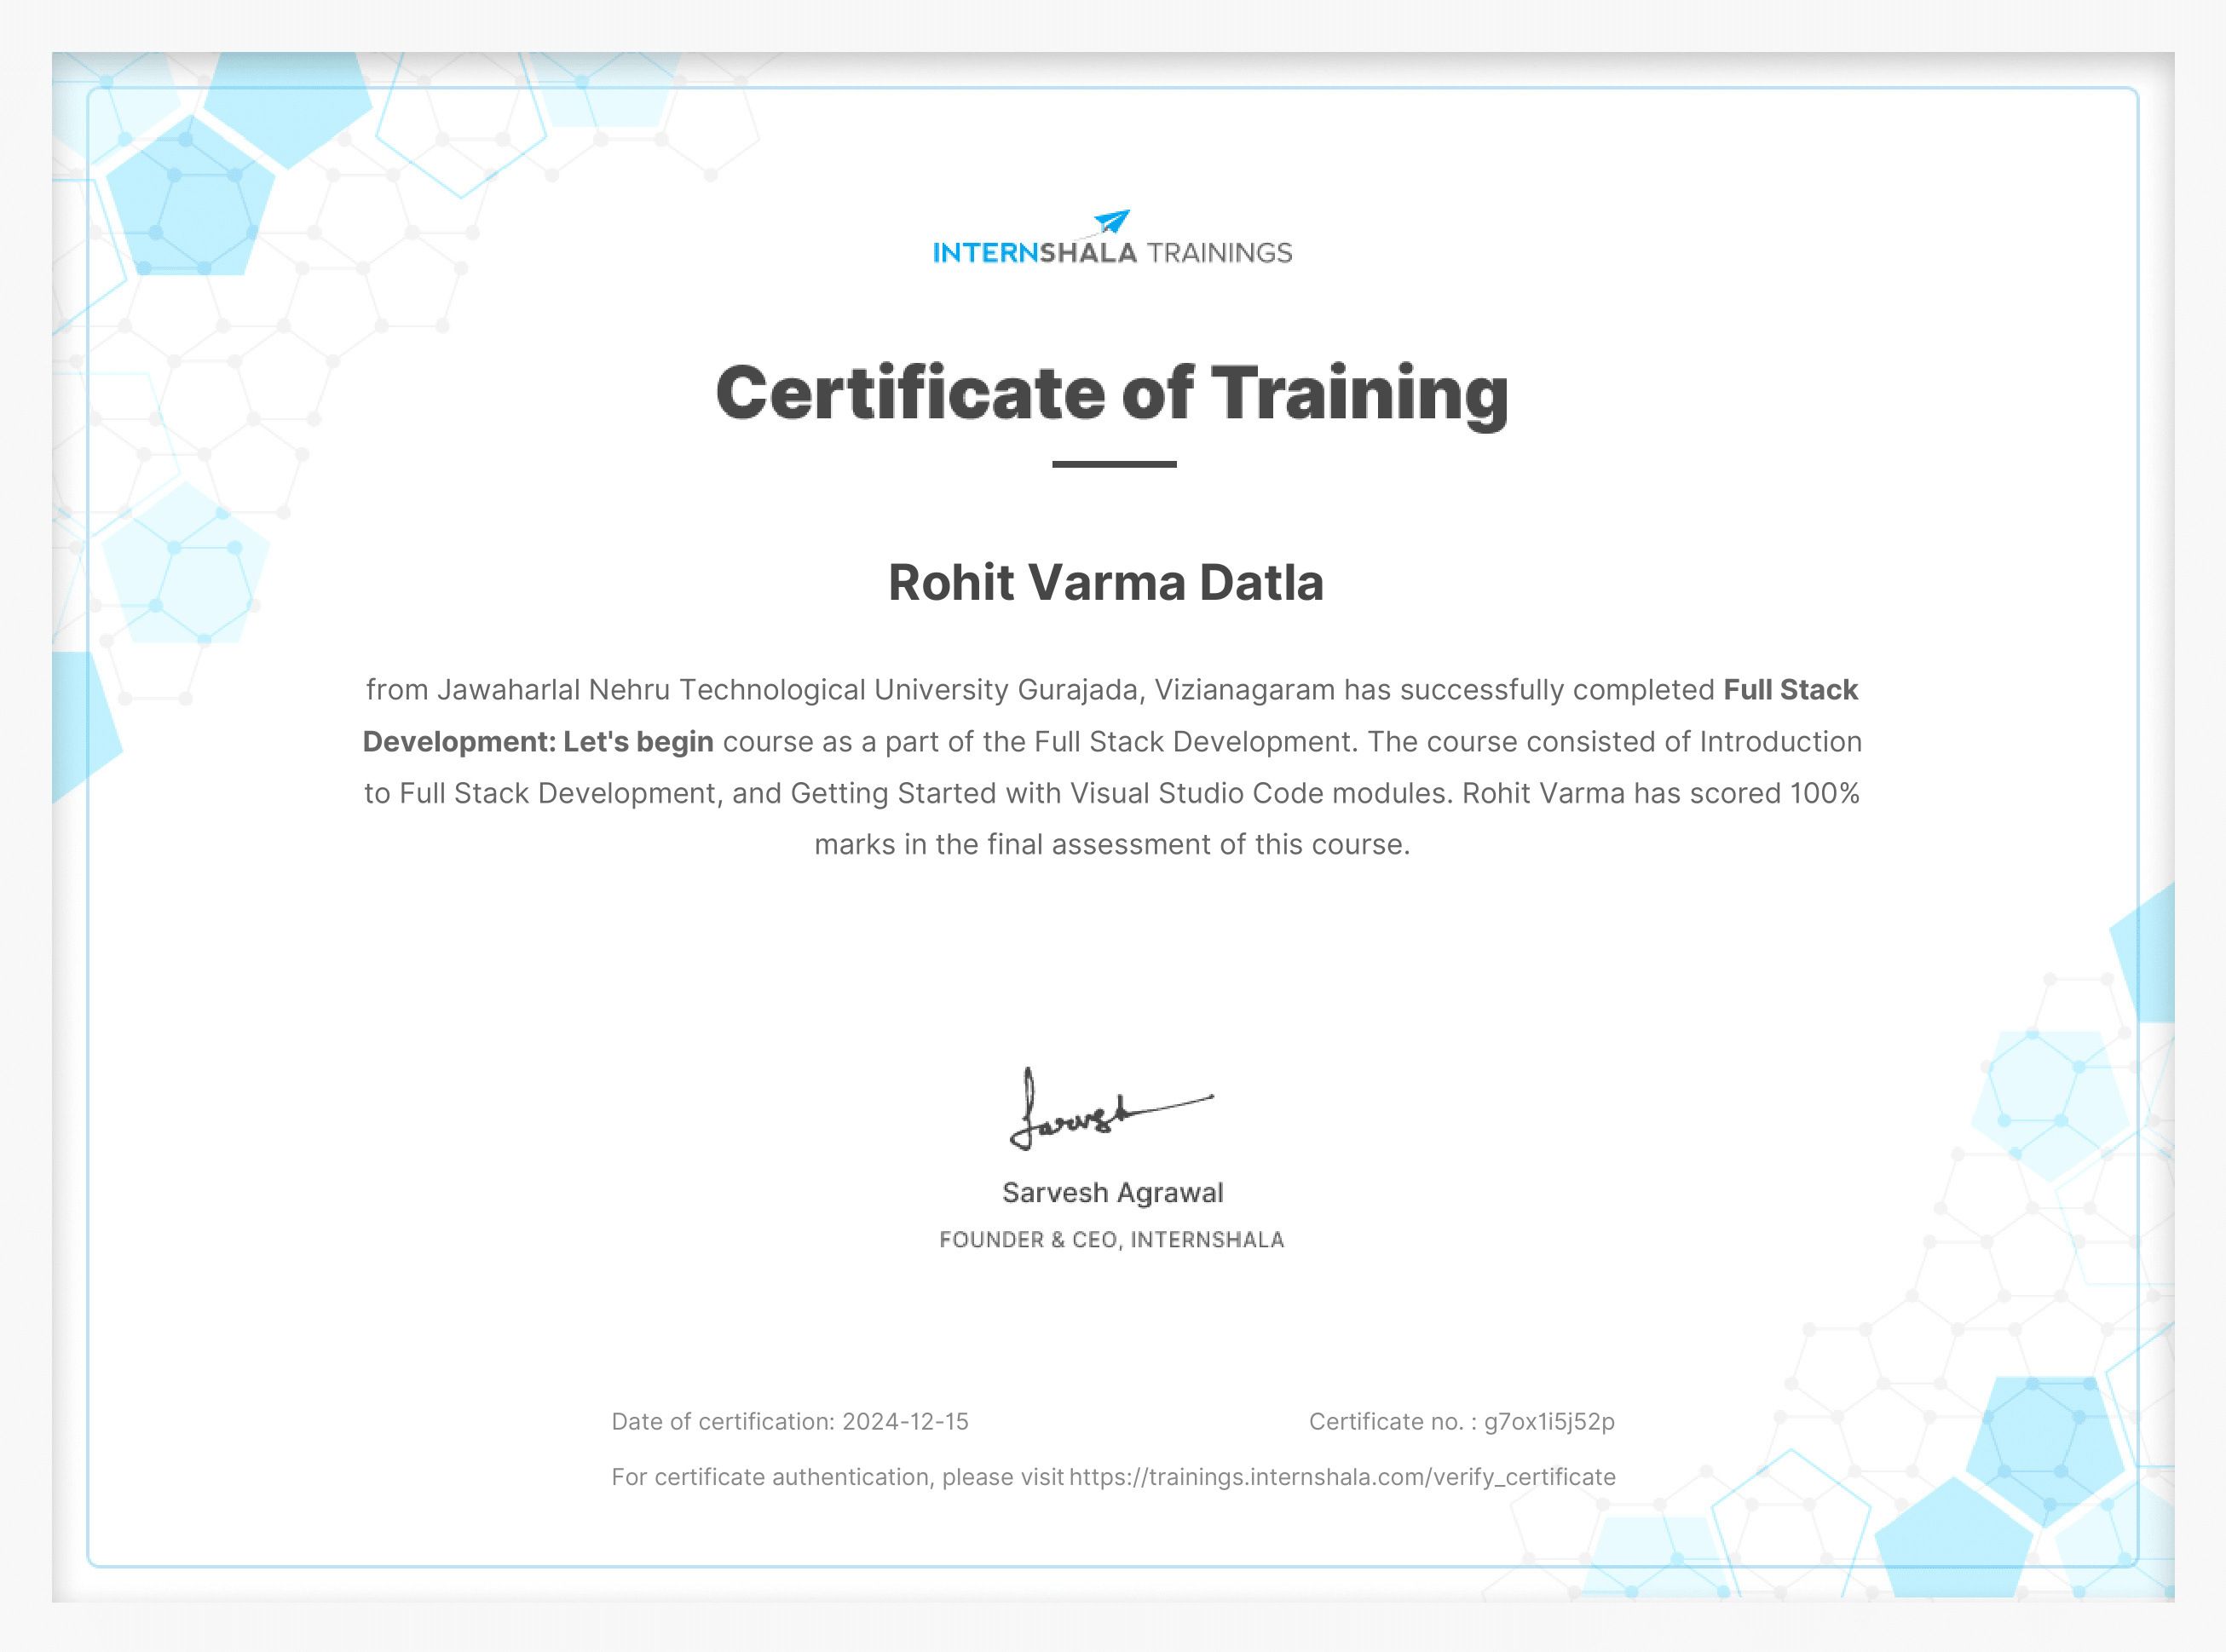 INTERNSHALA TRAININGS
Certificate of Training
Rohit Varma Datla
from Jawaharlal Nehru Technological University Gurajada, Vizianagaram has successfully completed Full Stack
Development: Let's begin course as a part of the Full Stack Development. The course consisted of Introduction
to Full Stack Development, and Getting Started with Visual Studio Code modules. Rohit Varma has scored 100%
marks in the final assessment of this course.
Sarvesh
Sarvesh Agrawal
FOUNDER & CEO, INTERNSHALA
Date of certification: 2024-12-15 Certificate no. : g7ox1i5j52p
For certificate authentication, please visit https://trainings.internshala.com/verify_certificate